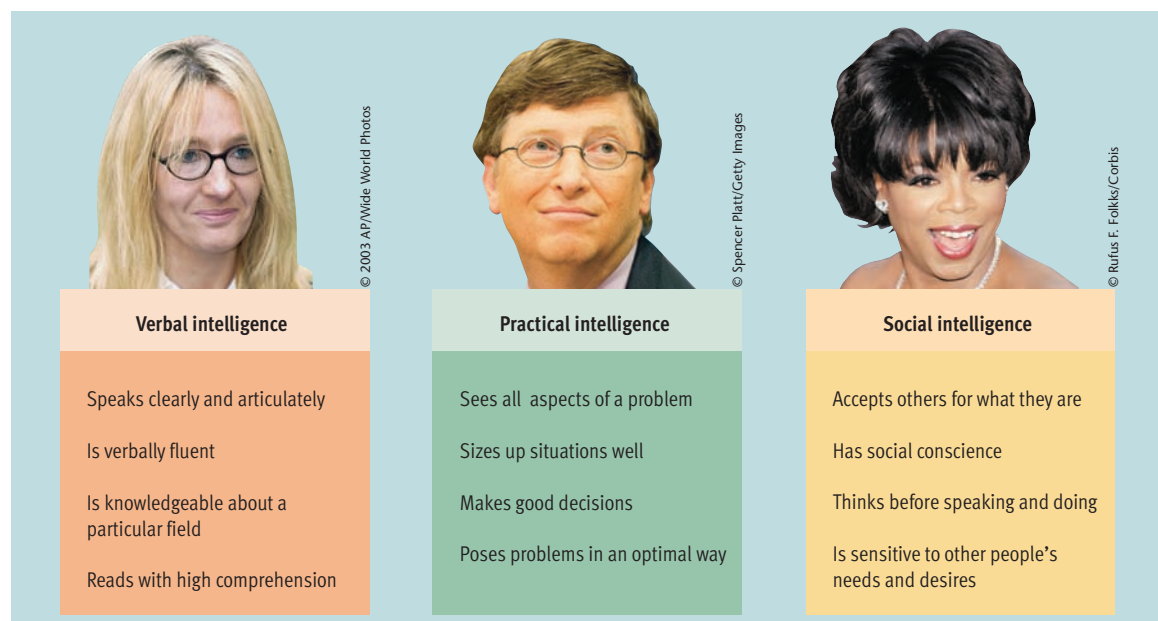 © 2003 AP/Wide World Photos
© Spencer Platt/Getty Images
© Rufus F. Folkks/Corbis
Verbal intelligence
Speaks clearly and articulately
Is verbally fluent
Is knowledgeable about a
particular field
Reads with high comprehension
Practical intelligence
Sees all aspects of a problem
Sizes up situations well
Makes good decisions
Poses problems in an optimal way
Social intelligence
Accepts others for what they are
Has social conscience
Thinks before speaking and doing
Is sensitive to other people's
needs and desires